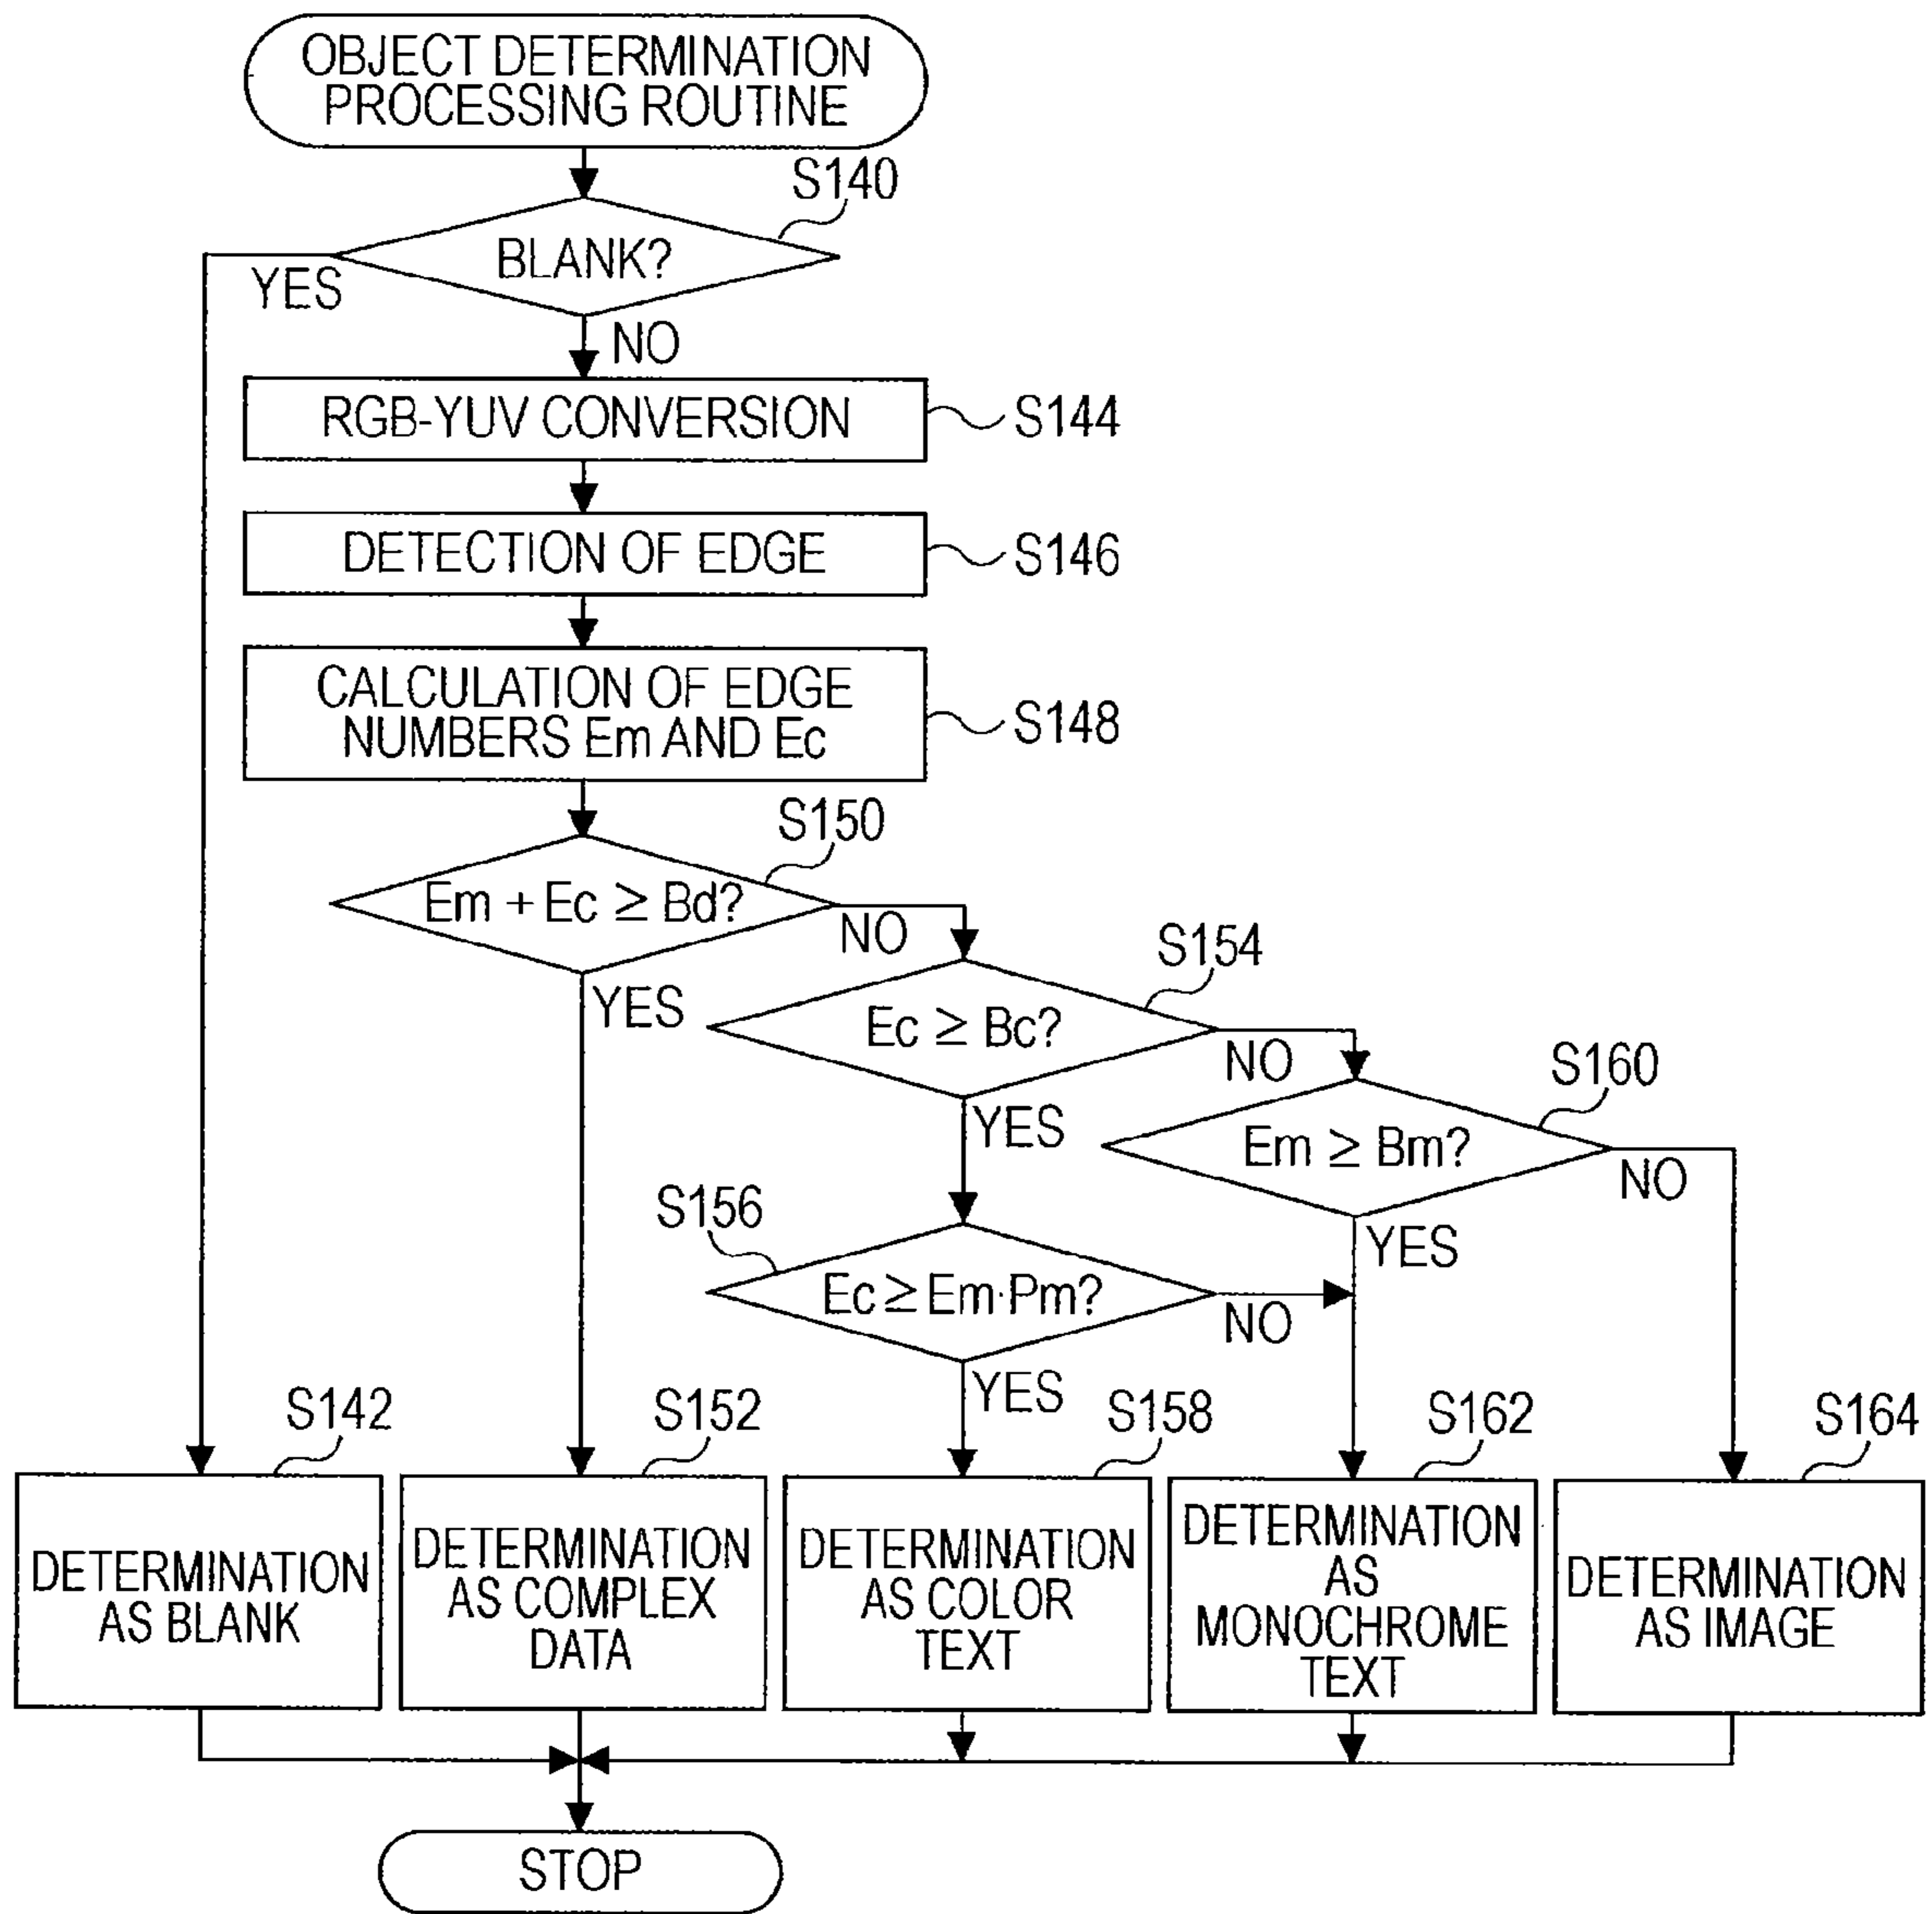 OBJECT DETERMINATION
PROCESSING ROUTINE
S140
BLANK?
YES
NO
RGB-YUV CONVERSION
S144
DETECTION OF EDGE
S146
CALCULATION OF EDGE
NUMBERS Em AND Ec
S148
S150
Em + Ec ≥ Bd?
NO
YES
S154
Ec ≥ Bc?
NO
YES
S160
Em ≥ Bm?
NO
YES
S156
Ec ≥ Em·Pm?
NO
YES
S142
DETERMINATION
AS BLANK
S152
DETERMINATION
AS COMPLEX
DATA
S158
DETERMINATION
AS COLOR
TEXT
S162
DETERMINATION
AS
MONOCHROME
TEXT
S164
DETERMINATION
AS IMAGE
STOP